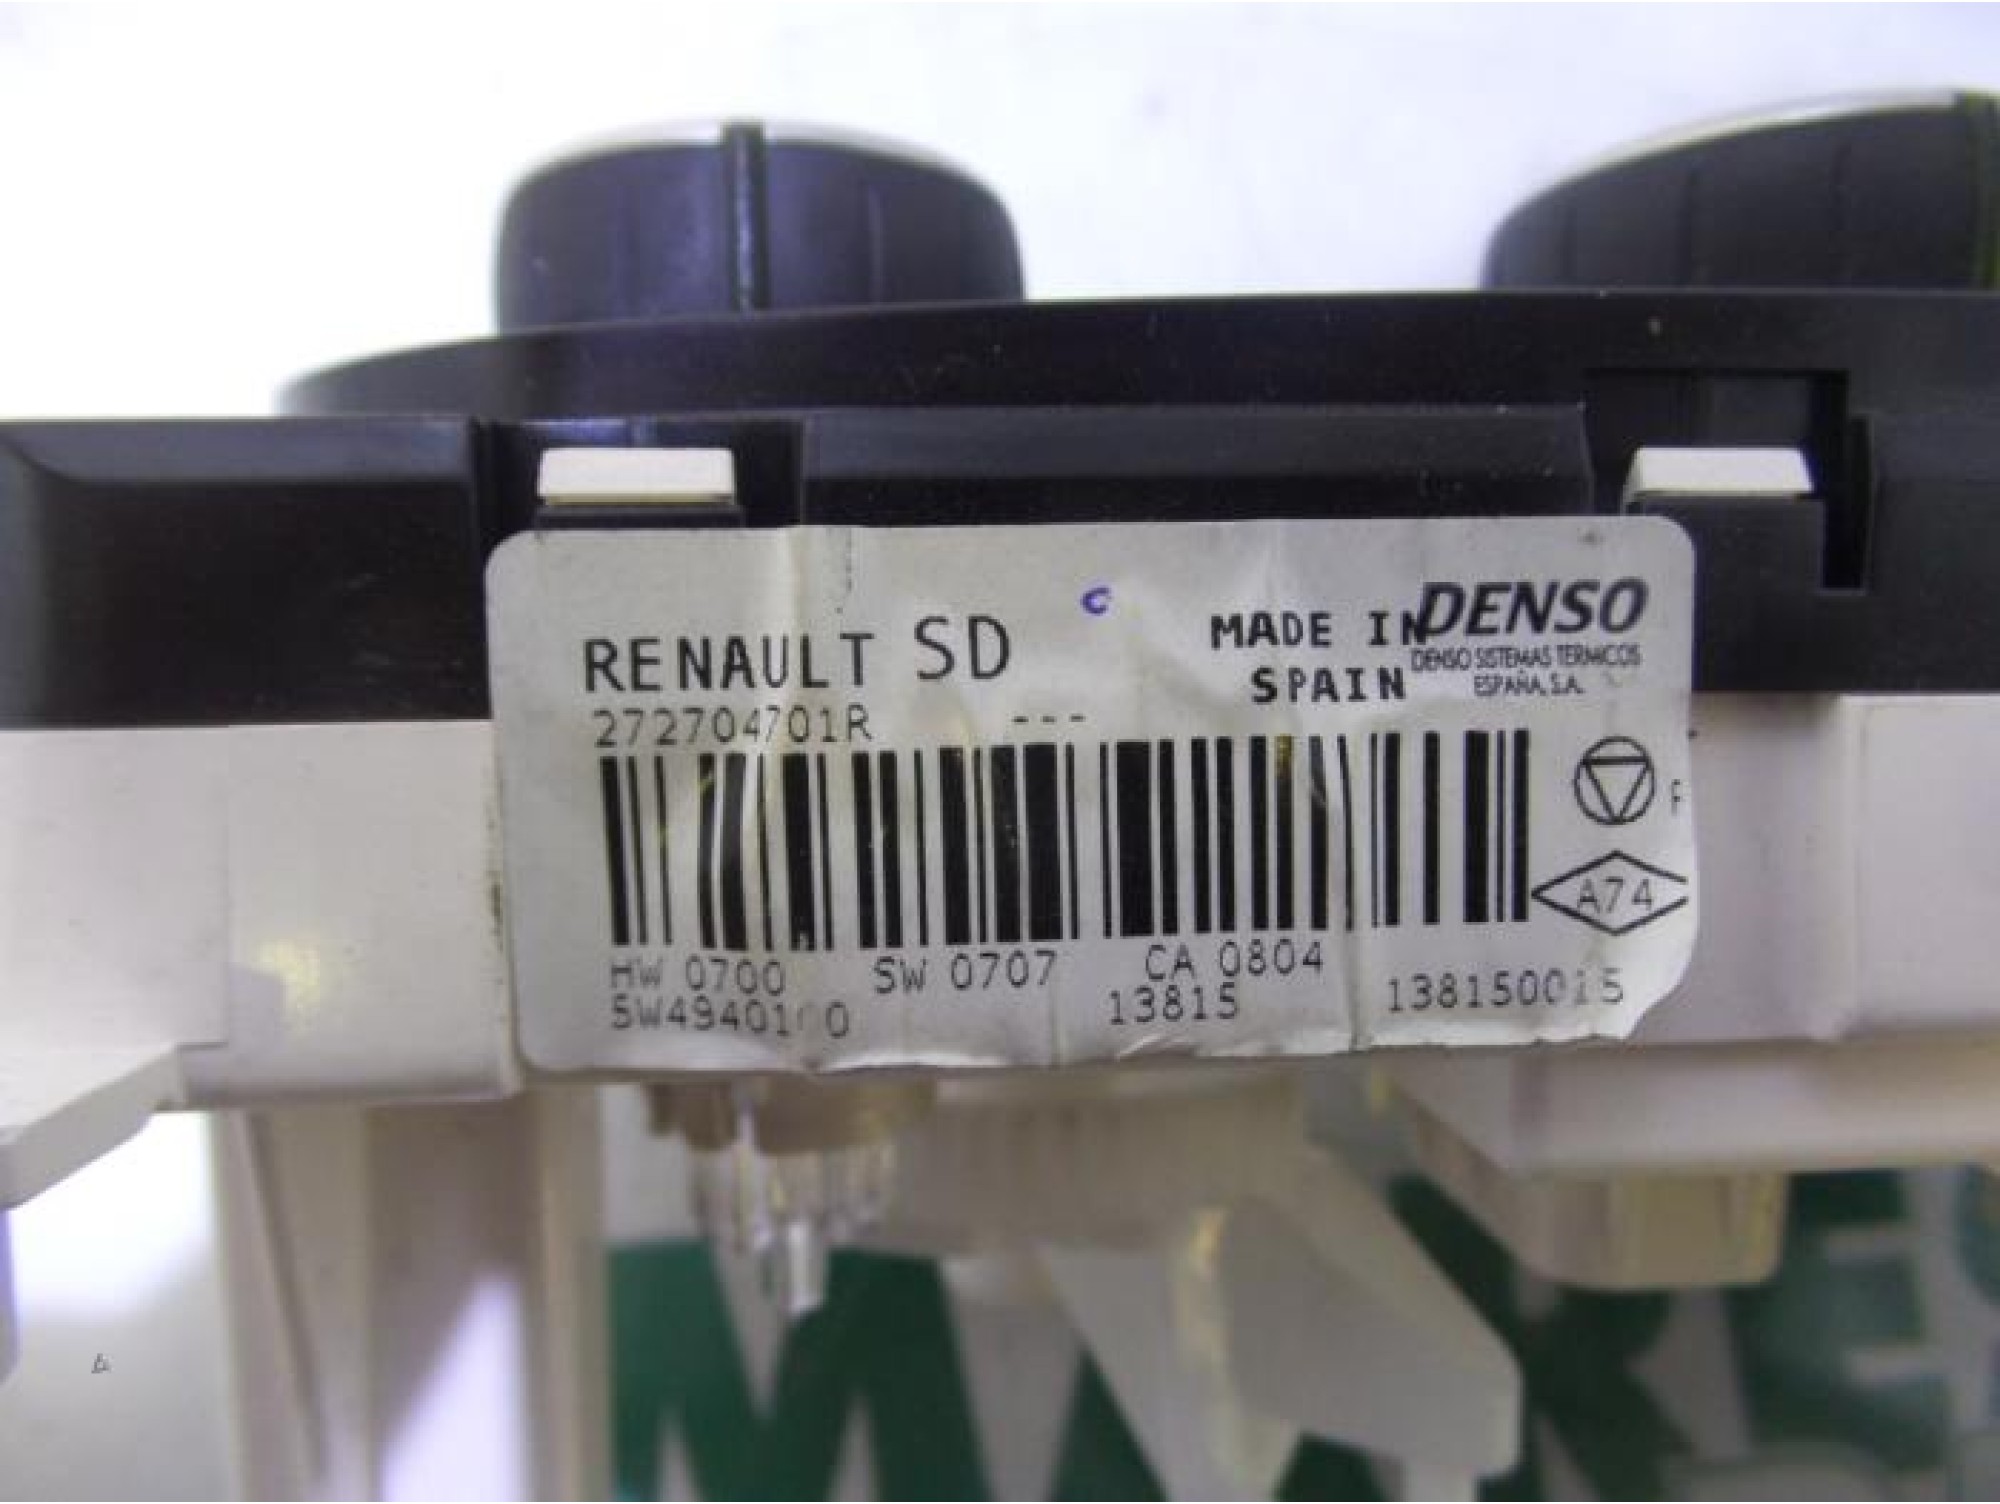 RENAULT SD
MADE IN
SPAIN
DENSO
DENSO SISTEMAS TERMICOS
ESPAÑA, S.A.
272704701R
---
A74
HW 0700 SW 0707 CA 0804
13815 138150015